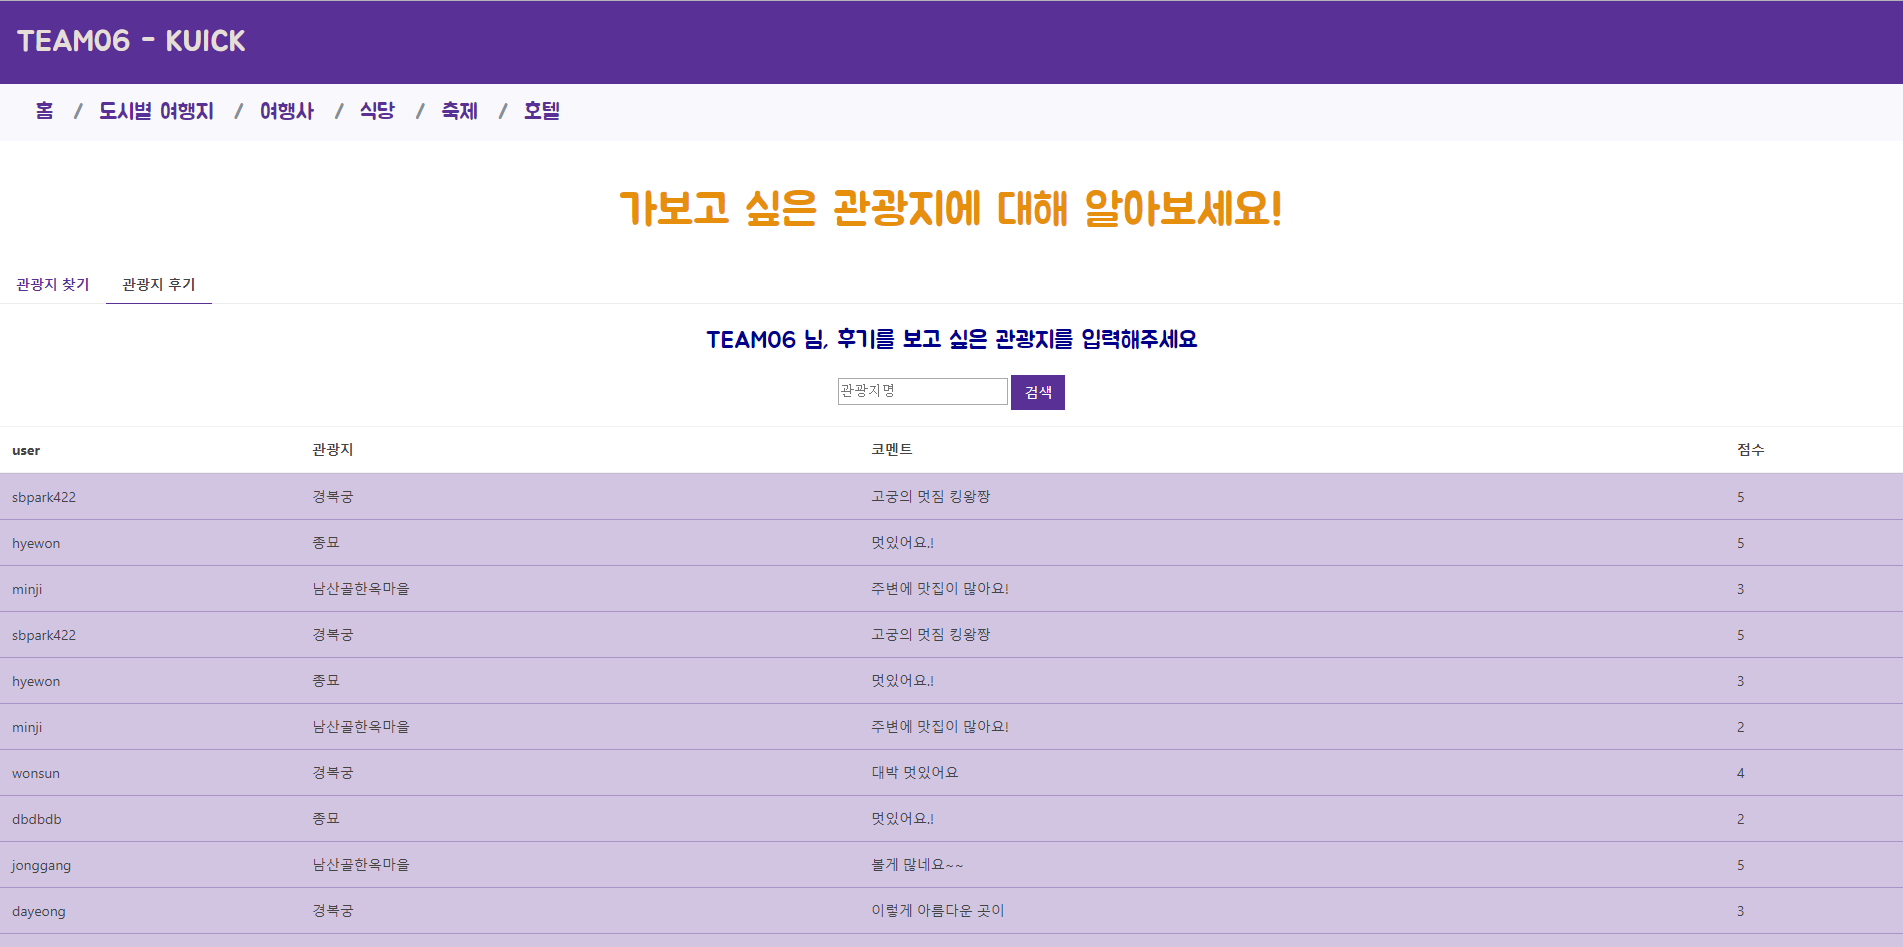 TEAM06 - KUICK
홈 / 도시별 여행지 / 여행사 / 식당 / 축제 / 호텔
가보고 싶은 관광지에 대해 알아보세요!
관광지 찾기 관광지 후기
TEAM06 님, 후기를 보고 싶은 관광지를 입력해주세요
관광지명 검색
user 관광지 코멘트 점수
sbpark422 경복궁 고궁의 멋짐 킹왕짱 5
hyewon 종묘 멋있어요.! 5
minji 남산골한옥마을 주변에 맛집이 많아요! 3
sbpark422 경복궁 고궁의 멋짐 킹왕짱 5
hyewon 종묘 멋있어요.! 3
minji 남산골한옥마을 주변에 맛집이 많아요! 2
wonsun 경복궁 대박 멋있어요 4
dbdbdb 종묘 멋있어요.! 2
jonggang 남산골한옥마을 볼게 많네요~~ 5
dayeong 경복궁 이렇게 아름다운 곳이 3